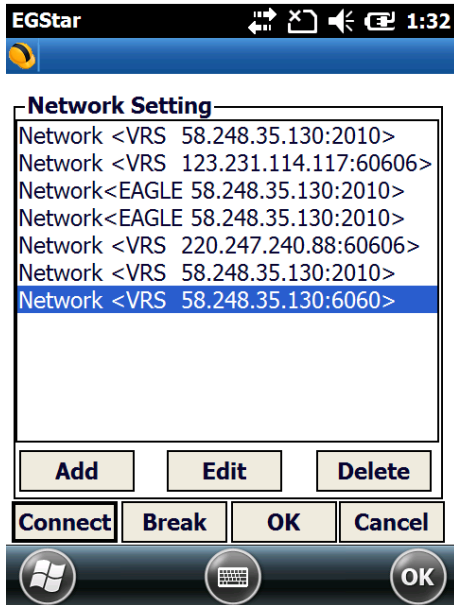 EGStar 1:32
Network Setting
Network <VRS 58.248.35.130:2010>
Network <VRS 123.231.114.117:60606>
Network<EAGLE 58.248.35.130:2010>
Network<EAGLE 58.248.35.130:2010>
Network <VRS 220.247.240.88:60606>
Network <VRS 58.248.35.130:2010>
Network <VRS 58.248.35.130:6060>
Add Edit Delete
Connect Break OK Cancel
OK